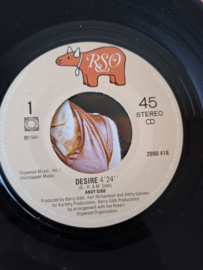 RSO
1
45
STEREO
℗ 1980
Stigwood Music, Inc./
Unichappell Music
2090 418
DESIRE 4'24''
(B., R. & M. Gibb)
ANDY GIBB
Produced by Barry Gibb, Karl Richardson and Albhy Galuten,
for Karlbhy Productions, Barry Gibb Productions.
By arrangement with the Robert
Stigwood Organisation